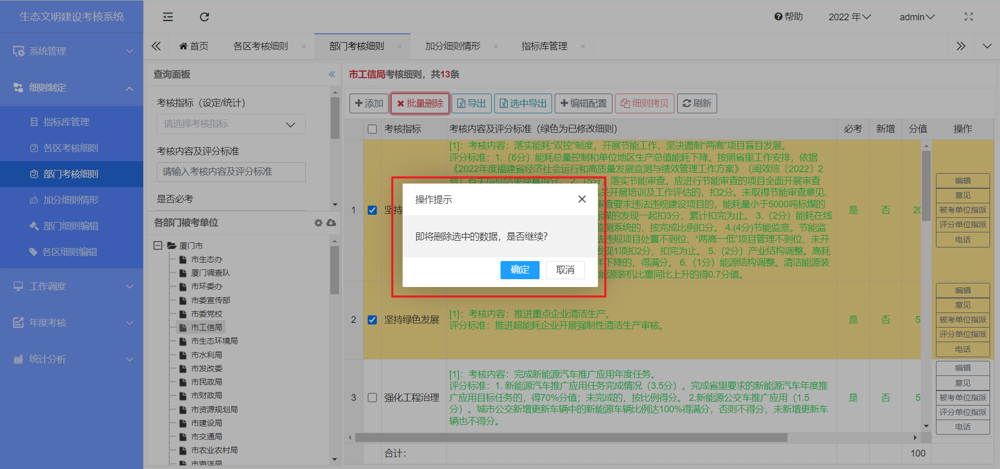 生态文明建设考核系统
系统管理
细则制定
指标库管理
各区考核细则
部门考核细则
加分细则情形
部门细则编辑
各区细则编辑
工作调度
年度考核
统计分析
帮助
2022 年
admin
首页
各区考核细则
部门考核细则
加分细则情形
指标库管理
查询面板
考核指标（设定/统计）
请选择考核指标
考核内容及评分标准
请输入考核内容及评分标准
是否必考
各部门被考单位
厦门市
市生态办
厦门调查队
市环委办
市委宣传部
市委党校
市工信局
市生态环境局
市水利局
市发改委
市民政局
市财政局
市资源规划局
市建设局
市交通局
市农业农村局
市海洋局
市工信局考核细则，共13条
添加
批量删除
导出
选中导出
编辑配置
细则拷贝
刷新
考核指标
考核内容及评分标准（绿色为已修改细则）
必考
新增
分值
操作
1
坚持
[1]：考核内容：落实能耗“双控”制度，开展节能工作，坚决遏制“两高”项目盲目发展。
评分标准：1.（6分）能耗总量控制和单位地区生产总值能耗下降。按照省里工作安排，依据
《2022年度福建省经济社会运行和高质量发展监测与绩效管理工作方案》（闽效综〔2022〕2
号）有关指标结果换算得分。 2.（5分）落实节能审查。应进行节能审查的项目全面开展审查
关开展培训及工作评估的，扣2分。未取得节能审查意见、
审查要求违法违规建设项目的，能耗量小于5000吨标煤的
标煤的发现一起扣3分，累计扣完为止。 3.（2分）能耗在线
监测系统的，按完成比例扣分。 4.(4分)节能监察。节能监
法违规项目处置不到位、“两高一低”项目管理不到位、未开
发现1项扣2分，扣完为止。 5.（2分）产业结构调整。高耗
年下降的，得满分。 6.（1分）能源结构调整。清洁能源装
能源装机比重同比上升的得0.7分值。
是
否
20
编辑
意见
被考单位指派
评分单位指派
电话
2
坚持绿色发展
[1]：考核内容：推进重点企业清洁生产。
评分标准：推进超能耗企业开展强制性清洁生产审核。
是
否
5
编辑
意见
被考单位指派
评分单位指派
电话
3
强化工程治理
[1]：考核内容：完成新能源汽车推广应用年度任务。
评分标准：1. 新能源汽车推广应用任务完成情况（3.5分）。完成省里要求的新能源汽车年度推
广应用目标任务的，得70%分值；未完成的，按比例得分。 2.新能源公交车推广应用（1.5
分）。城市公交新增更新车辆中的新能源车辆比例达100%得满分，否则不得分，未新增更新车
辆也不得分。
是
否
5
编辑
意见
被考单位指派
评分单位指派
电话
合计：
100
操作提示
即将删除选中的数据，是否继续?
确定
取消